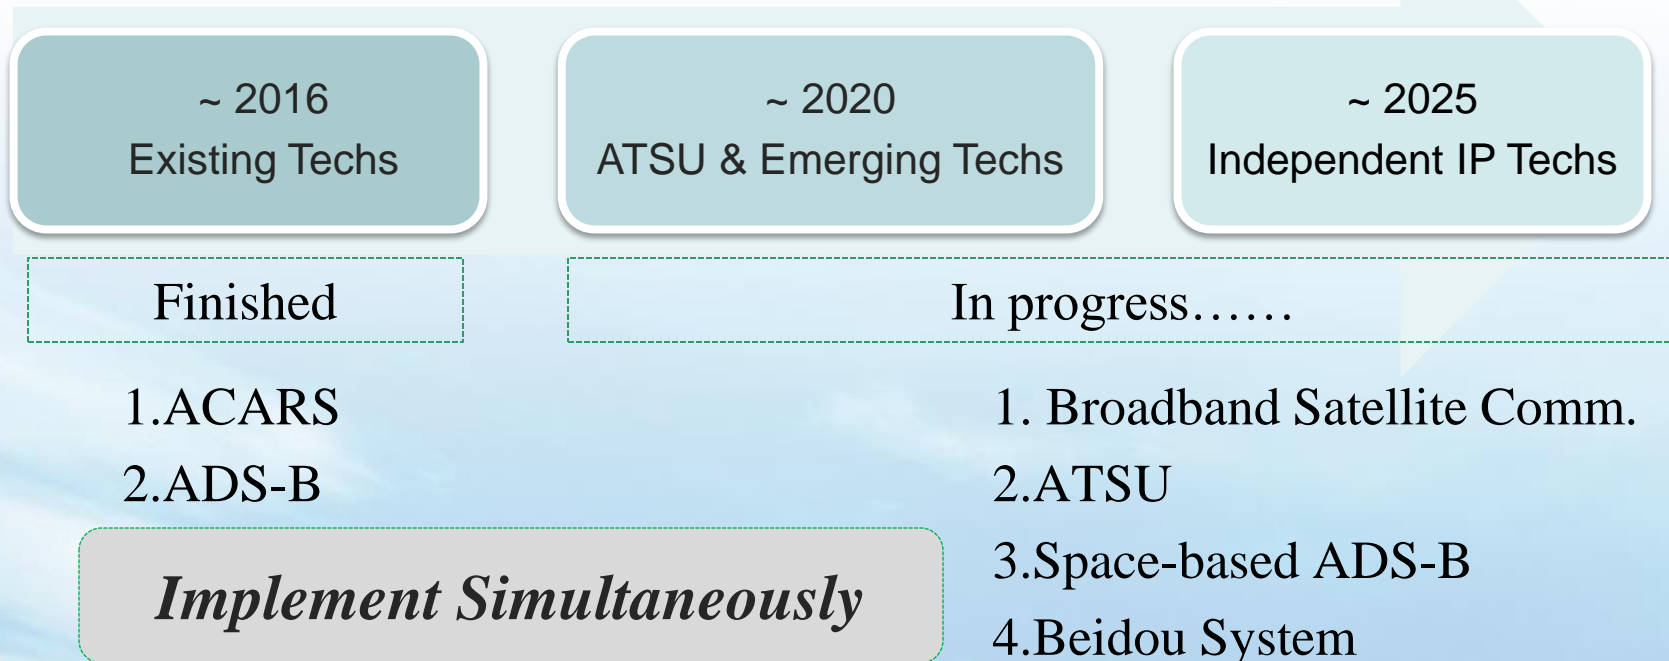 ~ 2016
Existing Techs
~ 2020
ATSU & Emerging Techs
~ 2025
Independent IP Techs
Finished
In progress……
1.ACARS
2.ADS-B
Implement Simultaneously
1. Broadband Satellite Comm.
2.ATSU
3.Space-based ADS-B
4.Beidou System